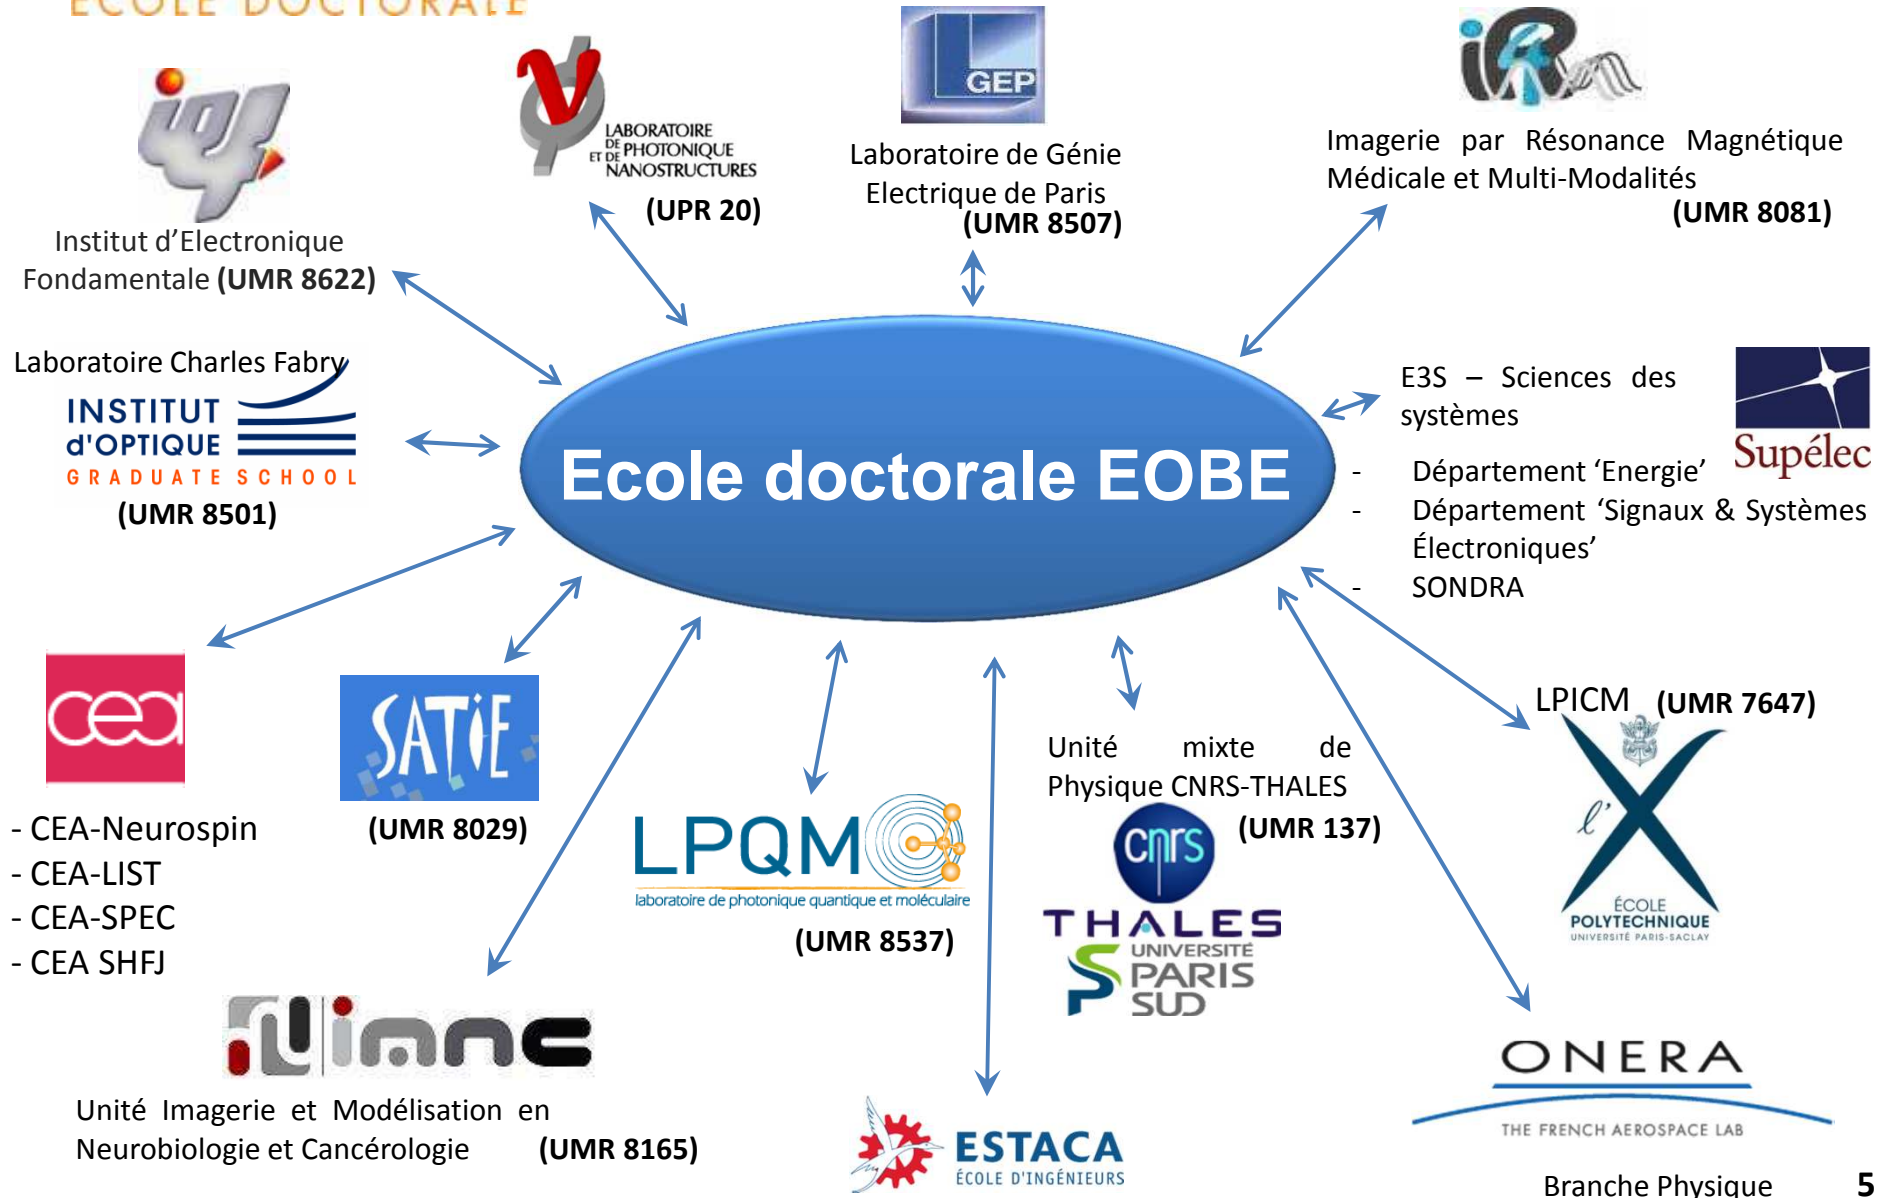 ECOLE DOCTORALE
ief
LABORATOIRE
DE PHOTONIQUE
ET DE NANOSTRUCTURES
(UPR 20)
LGEP
Laboratoire de Génie
Electrique de Paris
(UMR 8507)
Imagerie par Résonance Magnétique
Médicale et Multi-Modalités
(UMR 8081)
Institut d’Electronique
Fondamentale (UMR 8622)
Laboratoire Charles Fabry
INSTITUT
d'OPTIQUE
GRADUATE SCHOOL
(UMR 8501)
Ecole doctorale EOBE
E3S – Sciences des
systèmes
Supélec
- Département ‘Energie’
- Département ‘Signaux & Systèmes
Électroniques’
- SONDRA
cea
- CEA-Neurospin
- CEA-LIST
- CEA-SPEC
- CEA SHFJ
SATIE
(UMR 8029)
LPQM
laboratoire de photonique quantique et moléculaire
(UMR 8537)
Unité mixte de
Physique CNRS-THALES
(UMR 137)
cnrs
THALES
UNIVERSITÉ
PARIS
SUD
LPICM (UMR 7647)
l'X
ÉCOLE
POLYTECHNIQUE
UNIVERSITÉ PARIS-SACLAY
imnc
Unité Imagerie et Modélisation en
Neurobiologie et Cancérologie (UMR 8165)
ESTACA
ÉCOLE D'INGÉNIEURS
ONERA
THE FRENCH AEROSPACE LAB
Branche Physique 5